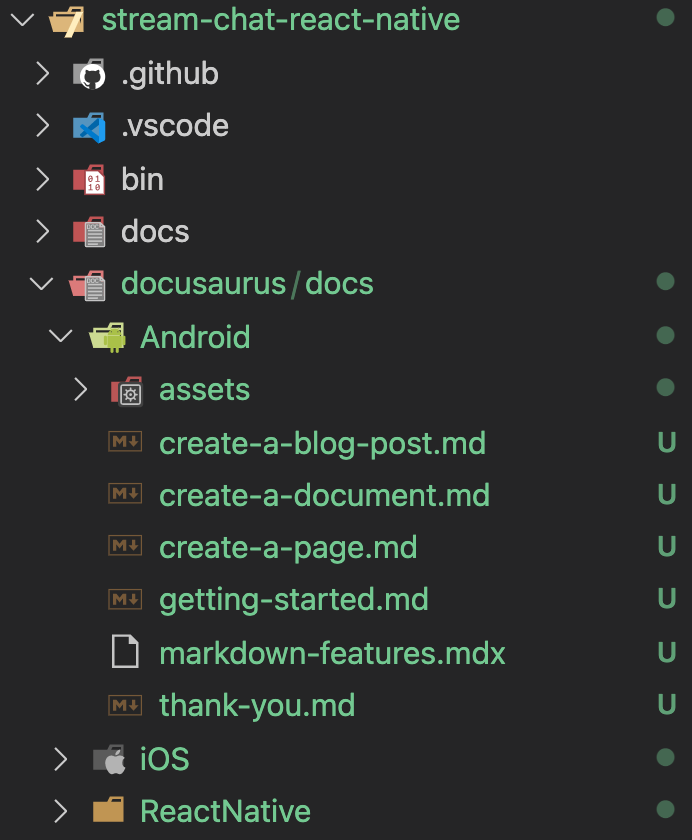 stream-chat-react-native
.github
.vscode
bin
docs
docusaurus/docs
Android
assets
M↓ create-a-blog-post.md U
M↓ create-a-document.md U
M↓ create-a-page.md U
M↓ getting-started.md U
markdown-features.mdx U
M↓ thank-you.md U
iOS
ReactNative